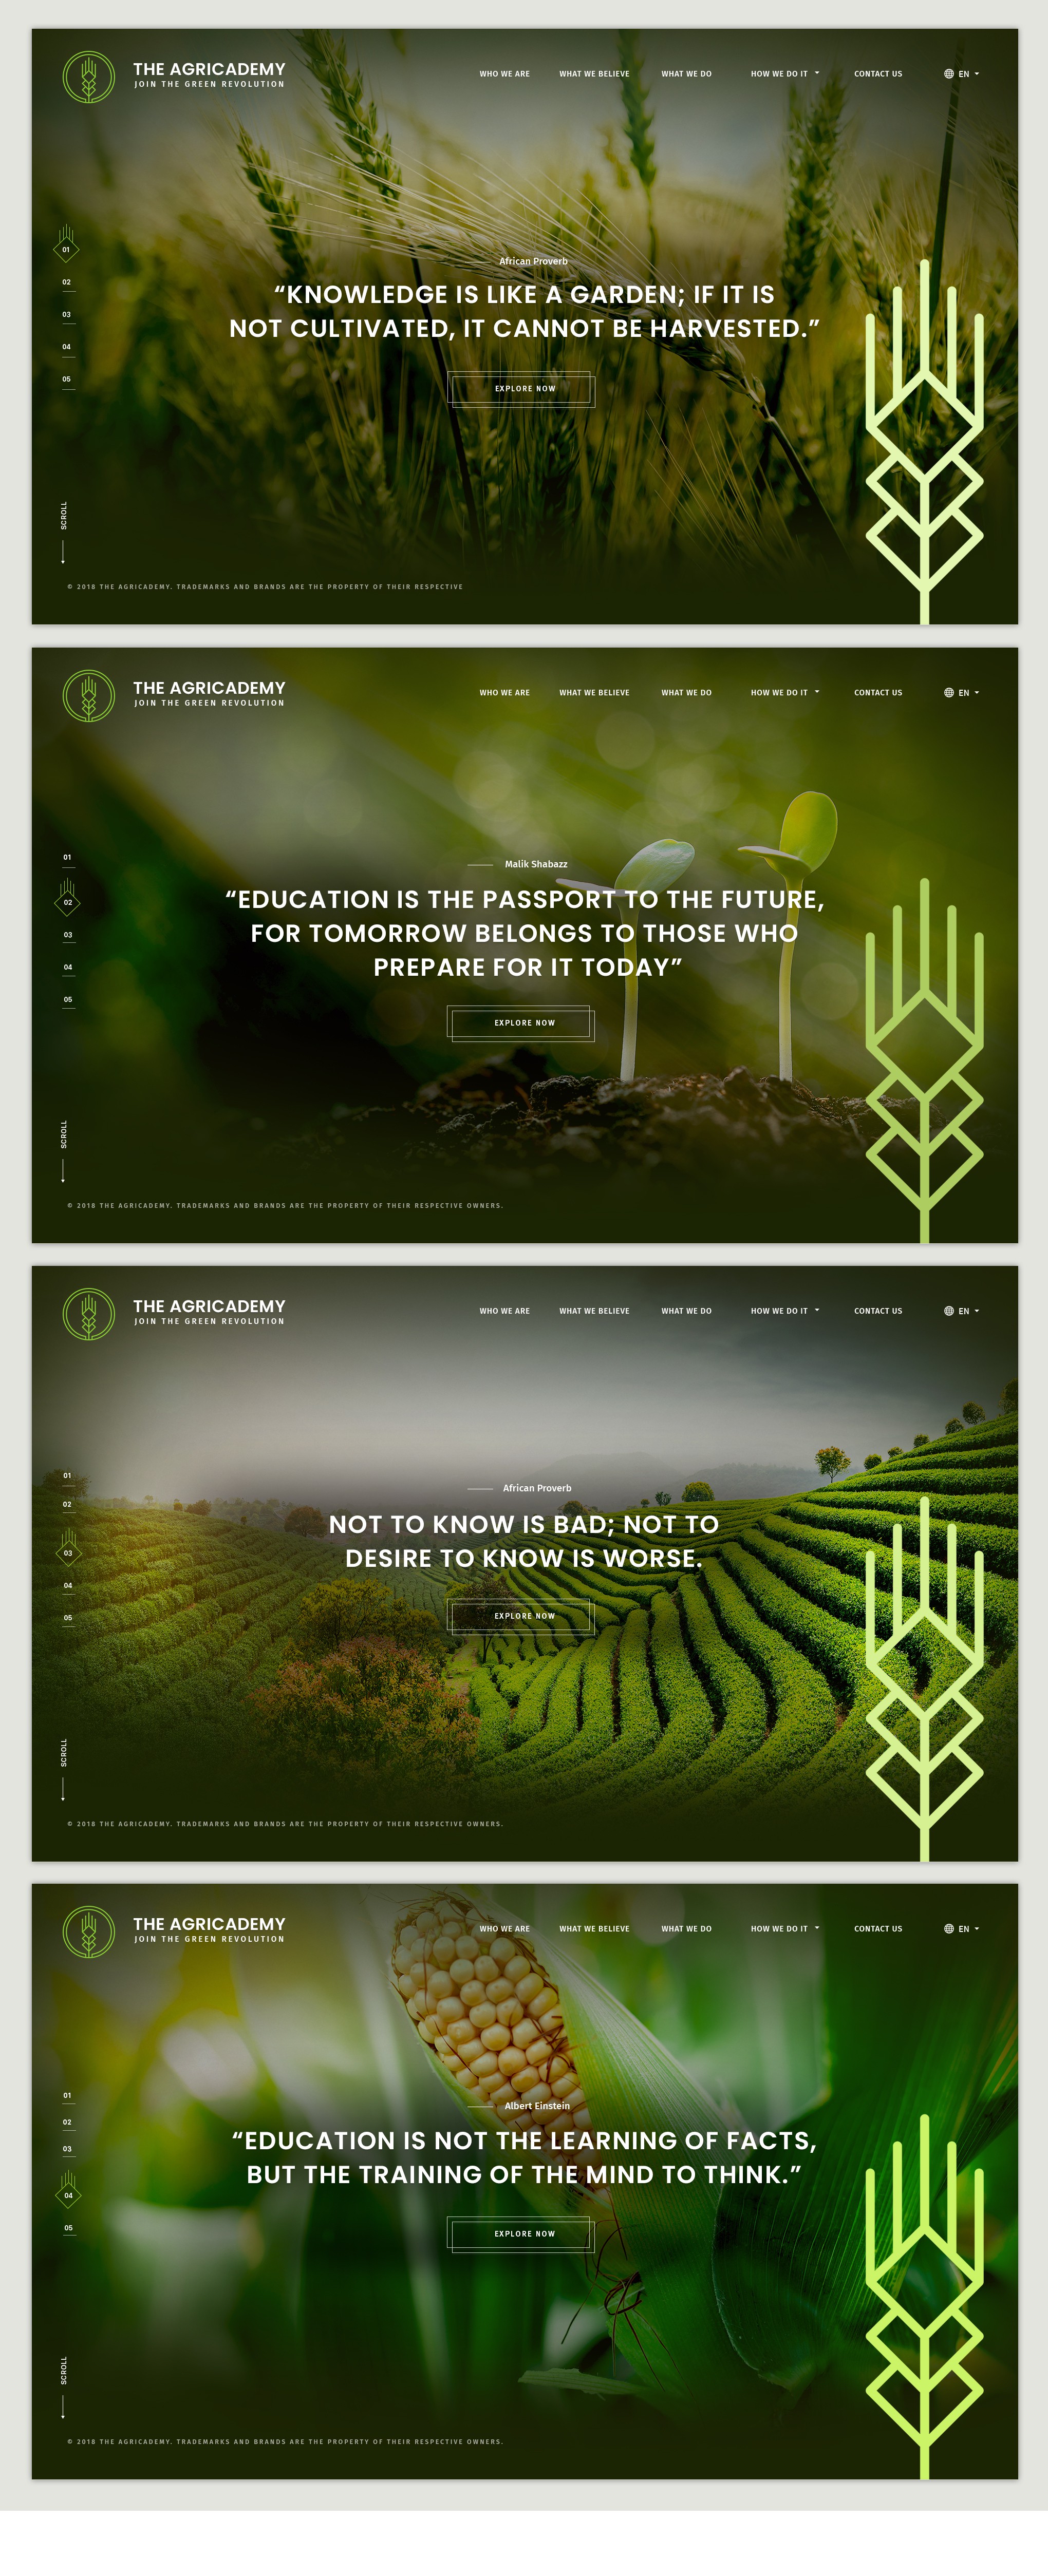 THE AGRICADEMY
JOIN THE GREEN REVOLUTION
WHO WE ARE WHAT WE BELIEVE WHAT WE DO HOW WE DO IT CONTACT US EN
01
02
03
04
05
African Proverb
“KNOWLEDGE IS LIKE A GARDEN; IF IT IS
NOT CULTIVATED, IT CANNOT BE HARVESTED.”
EXPLORE NOW
SCROLL
© 2018 THE AGRICADEMY. TRADEMARKS AND BRANDS ARE THE PROPERTY OF THEIR RESPECTIVE
THE AGRICADEMY
JOIN THE GREEN REVOLUTION
WHO WE ARE WHAT WE BELIEVE WHAT WE DO HOW WE DO IT CONTACT US EN
01
02
03
04
05
Malik Shabazz
“EDUCATION IS THE PASSPORT TO THE FUTURE,
FOR TOMORROW BELONGS TO THOSE WHO
PREPARE FOR IT TODAY”
EXPLORE NOW
SCROLL
© 2018 THE AGRICADEMY. TRADEMARKS AND BRANDS ARE THE PROPERTY OF THEIR RESPECTIVE OWNERS.
THE AGRICADEMY
JOIN THE GREEN REVOLUTION
WHO WE ARE WHAT WE BELIEVE WHAT WE DO HOW WE DO IT CONTACT US EN
01
02
03
04
05
African Proverb
NOT TO KNOW IS BAD; NOT TO
DESIRE TO KNOW IS WORSE.
EXPLORE NOW
SCROLL
© 2018 THE AGRICADEMY. TRADEMARKS AND BRANDS ARE THE PROPERTY OF THEIR RESPECTIVE OWNERS.
THE AGRICADEMY
JOIN THE GREEN REVOLUTION
WHO WE ARE WHAT WE BELIEVE WHAT WE DO HOW WE DO IT CONTACT US EN
01
02
03
04
05
Albert Einstein
“EDUCATION IS NOT THE LEARNING OF FACTS,
BUT THE TRAINING OF THE MIND TO THINK.”
EXPLORE NOW
SCROLL
© 2018 THE AGRICADEMY. TRADEMARKS AND BRANDS ARE THE PROPERTY OF THEIR RESPECTIVE OWNERS.